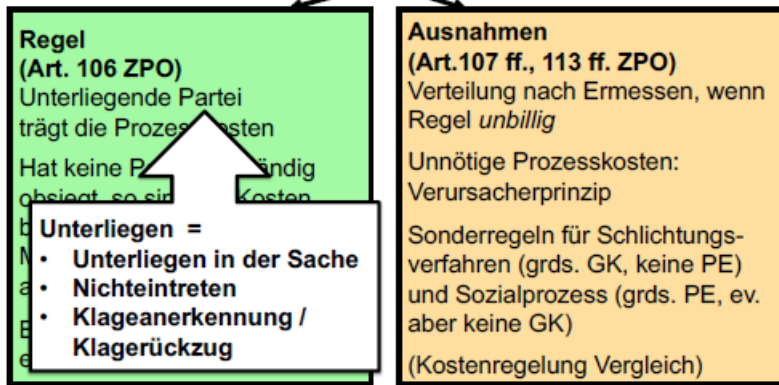 Regel
(Art. 106 ZPO)
Unterliegende Partei
trägt die
Hat keine
obsiegt, so Kosten
Unterliegen =
• Unterliegen in der Sache
• Nichteintreten
• Klageanerkennung /
Klagerückzug
Ausnahmen
(Art.107 ff., 113 ff. ZPO)
Verteilung nach Ermessen, wenn
Regel unbillig
Unnötige Prozesskosten:
Verursacherprinzip
Sonderregeln für Schlichtungs-
verfahren (grds. GK, keine PE)
und Sozialprozess (grds. PE, ev.
aber keine GK)
(Kostenregelung Vergleich)